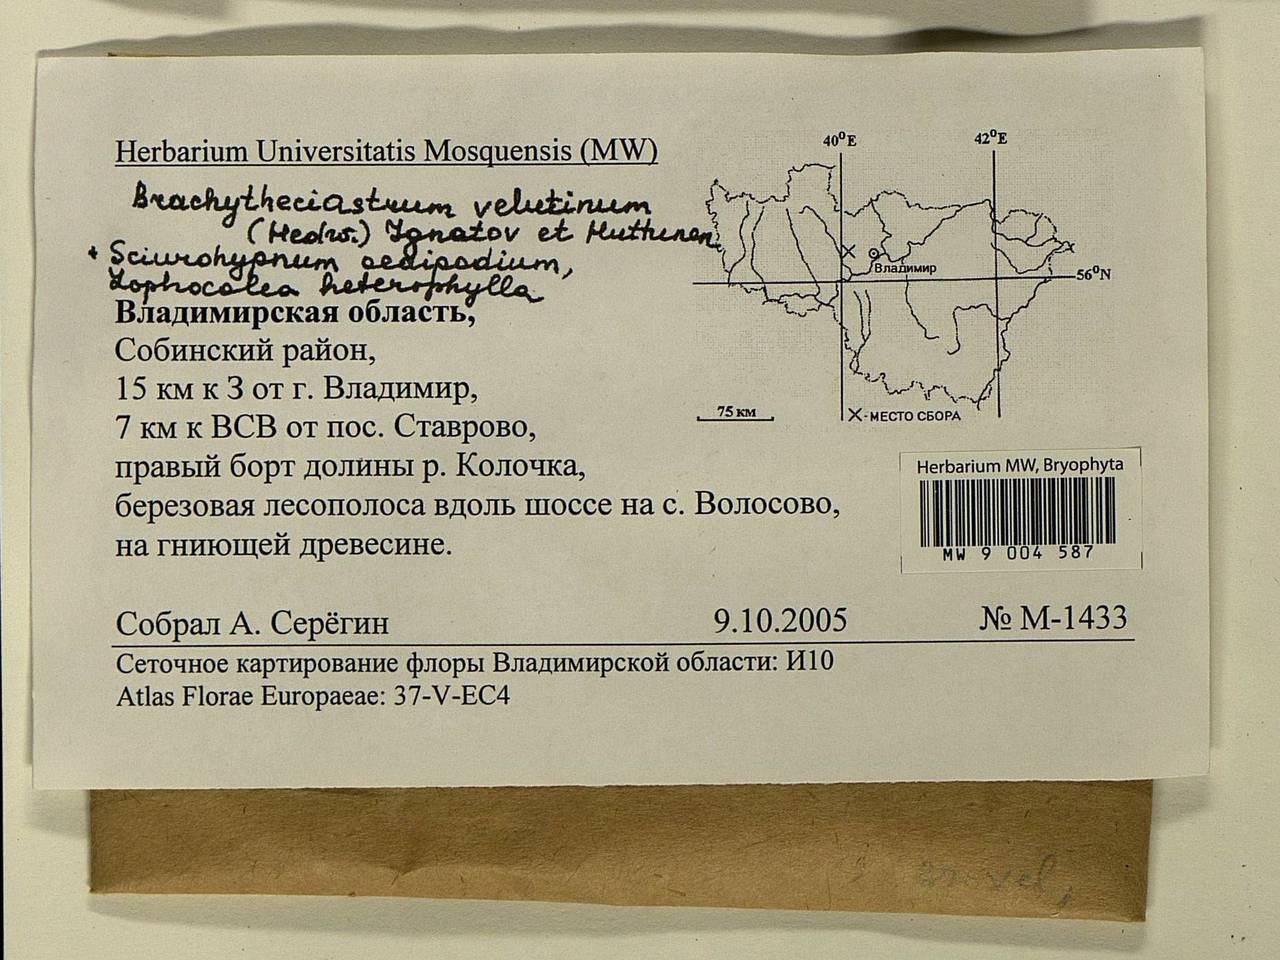 Herbarium Universitatis Mosquensis (MW)
Brachytheciastrum velutinum
(Hedw.) Ignatov et Huttunen
+ Sciurohypnum oedipodium,
Lophocolea heterophylla
Владимирская область,
Собинский район,
15 км к З от г. Владимир,
7 км к ВСВ от пос. Ставрово,
правый борт долины р. Колочка,
березовая лесополоса вдоль шоссе на с. Волосово,
на гниющей древесине.
40°E
42°E
Владимир
56°N
75 км
X-МЕСТО СБОРА
Herbarium MW, Bryophyta
MW 9 004 587
Собрал А. Серёгин 9.10.2005 № М-1433
Сеточное картирование флоры Владимирской области: И10
Atlas Florae Europaeae: 37-V-EC4